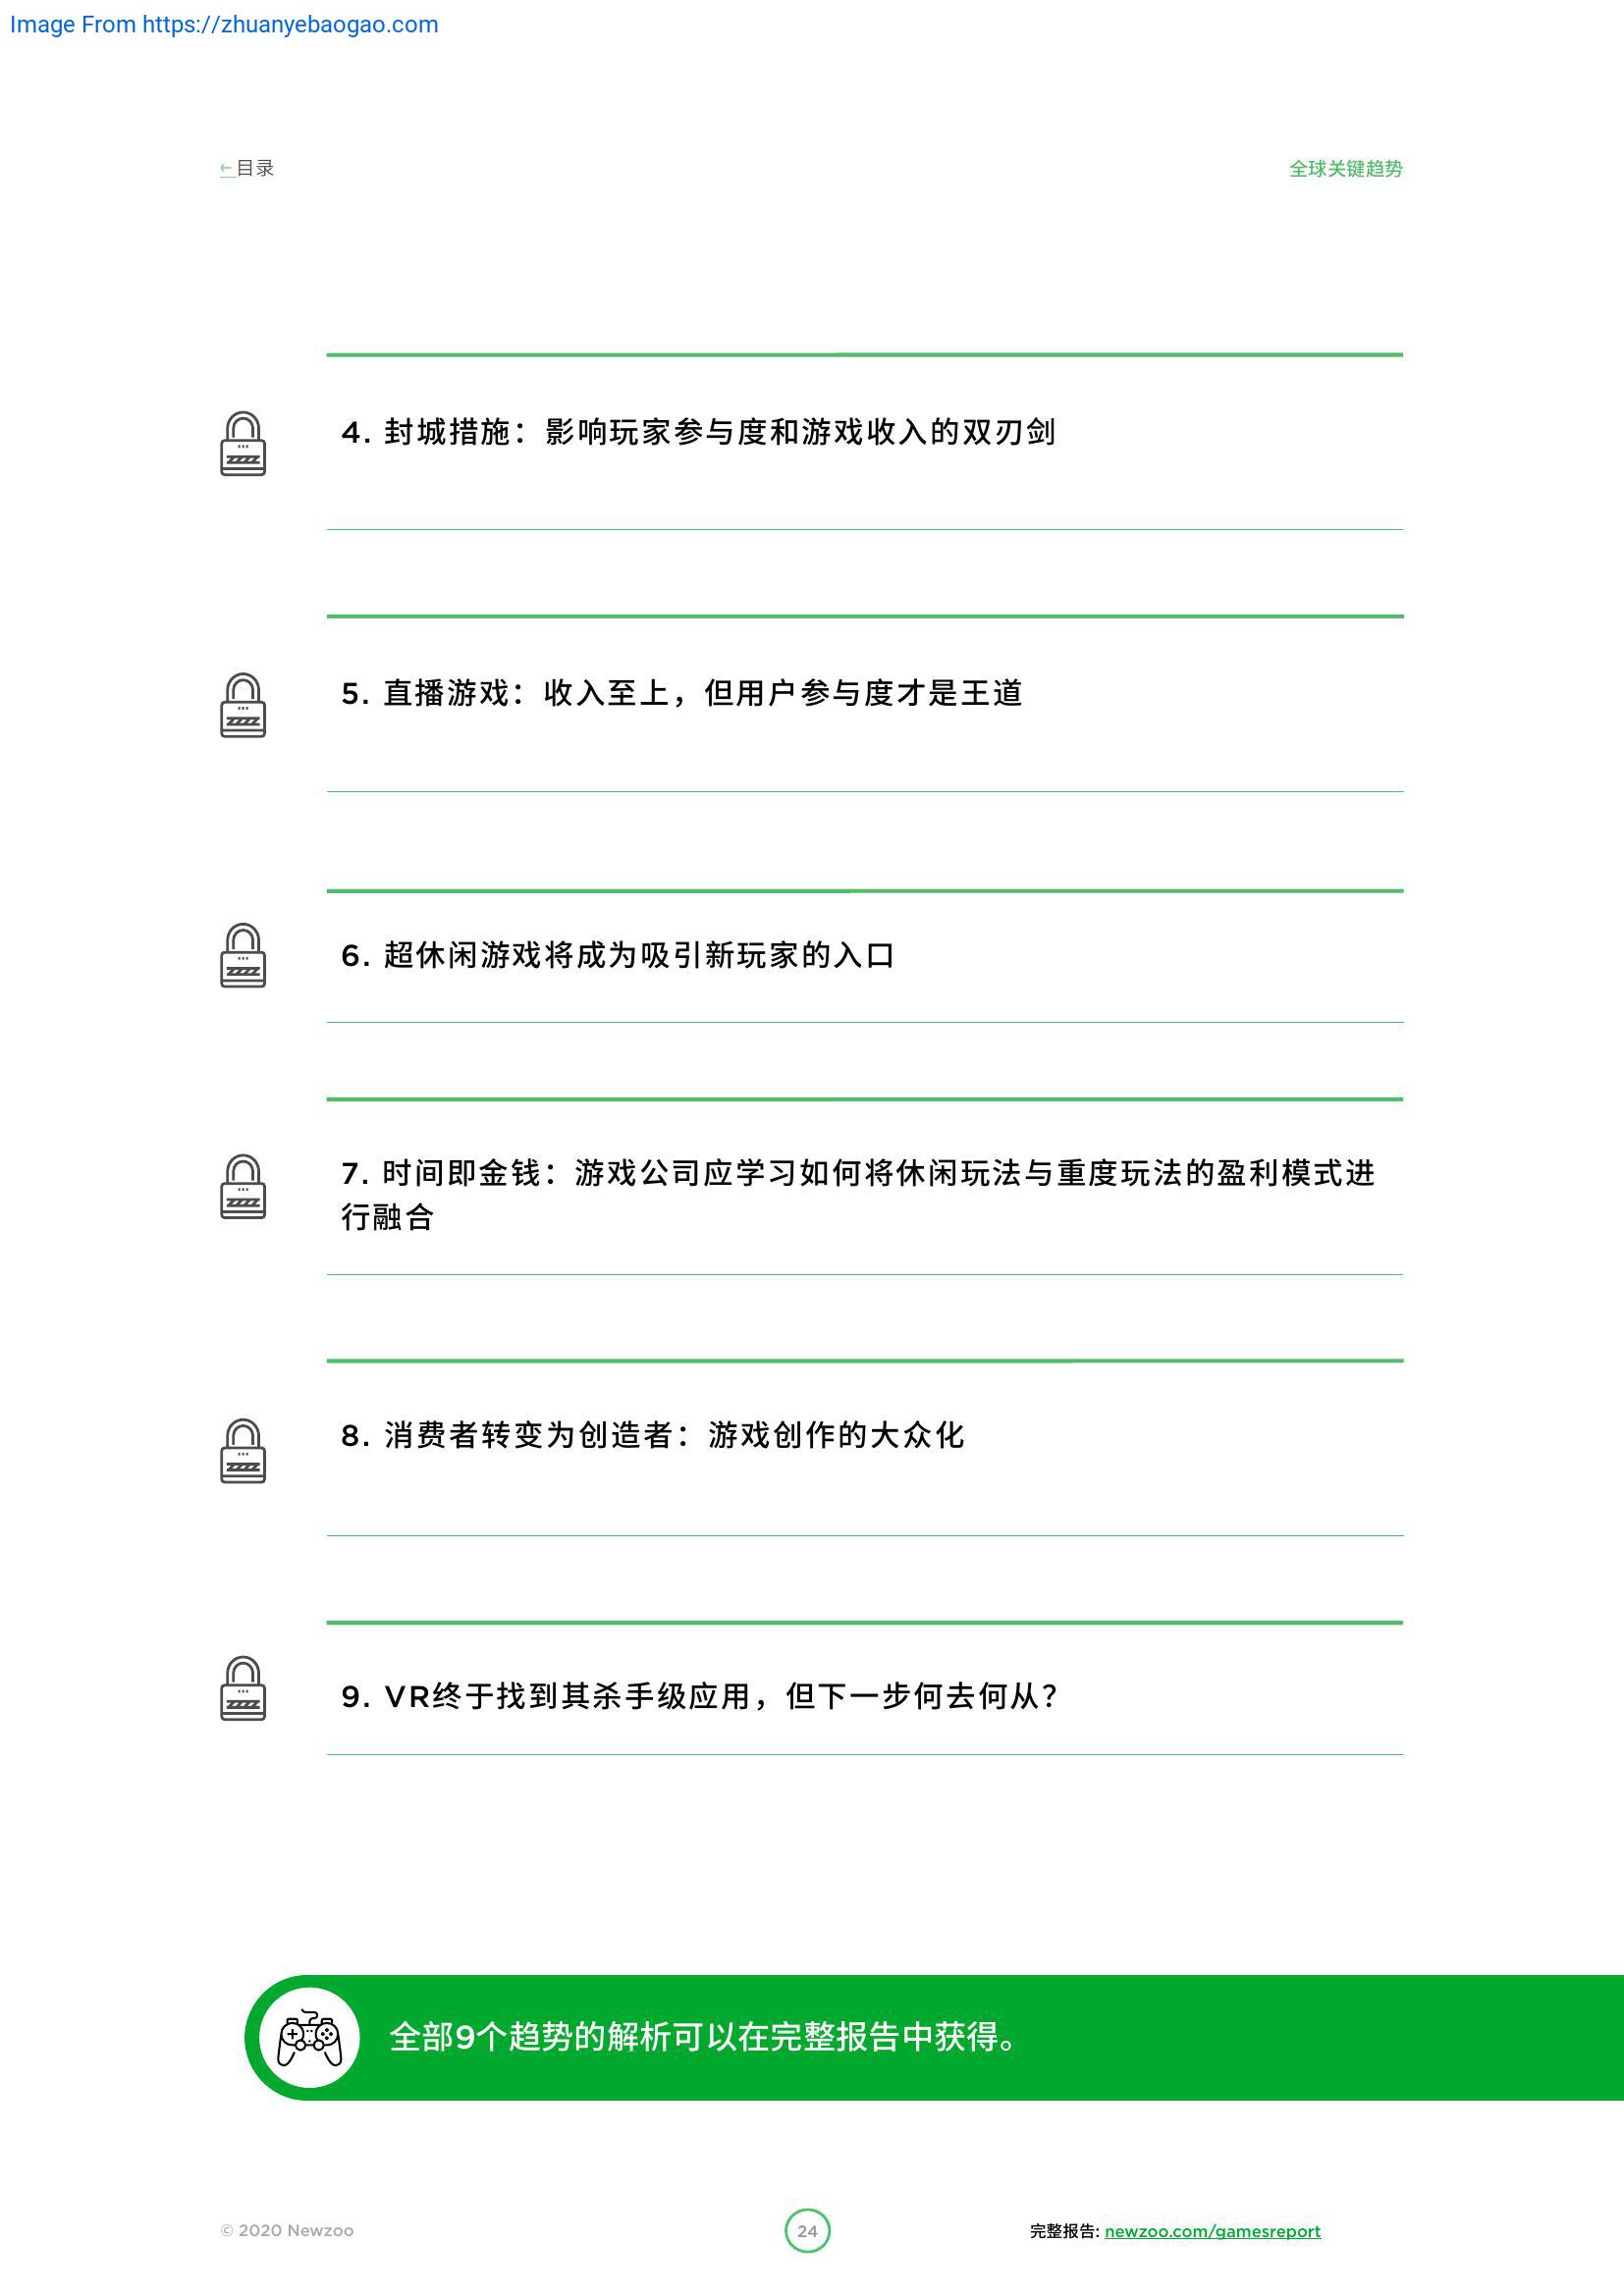 Image From https://zhuanyebaogao.com
←目录
全球关键趋势
4. 封城措施：影响玩家参与度和游戏收入的双刃剑
5. 直播游戏：收入至上，但用户参与度才是王道
6. 超休闲游戏将成为吸引新玩家的入口
7. 时间即金钱：游戏公司应学习如何将休闲玩法与重度玩法的盈利模式进
行融合
8. 消费者转变为创造者：游戏创作的大众化
9. VR终于找到其杀手级应用，但下一步何去何从？
全部9个趋势的解析可以在完整报告中获得。
© 2020 Newzoo
24
完整报告: newzoo.com/gamesreport